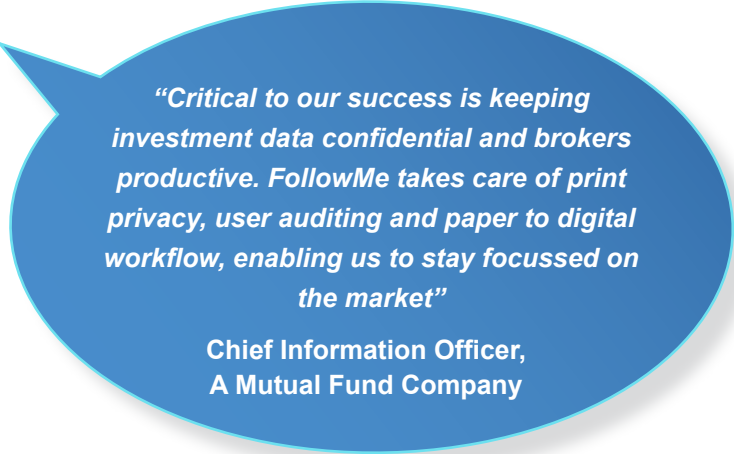 “Critical to our success is keeping
investment data confidential and brokers
productive. FollowMe takes care of print
privacy, user auditing and paper to digital
workflow, enabling us to stay focussed on
the market”
Chief Information Officer,
A Mutual Fund Company